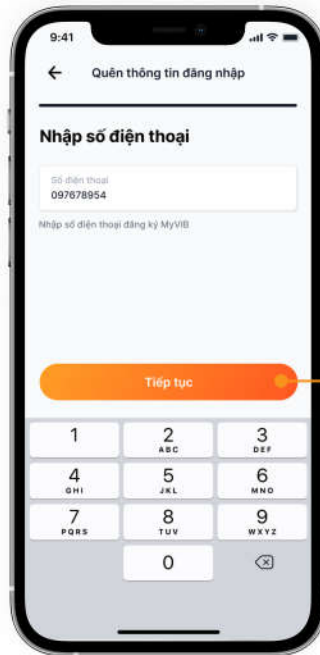 9:41
Quên thông tin đăng nhập
Nhập số điện thoại
Số điện thoại
097678954
Nhập số điện thoại đăng ký MyVIB
Tiếp tục
1
2
3
ABC
DEF
4
5
6
GHI
JKL
MNO
7
8
9
PQRS
TUV
WXYZ
0